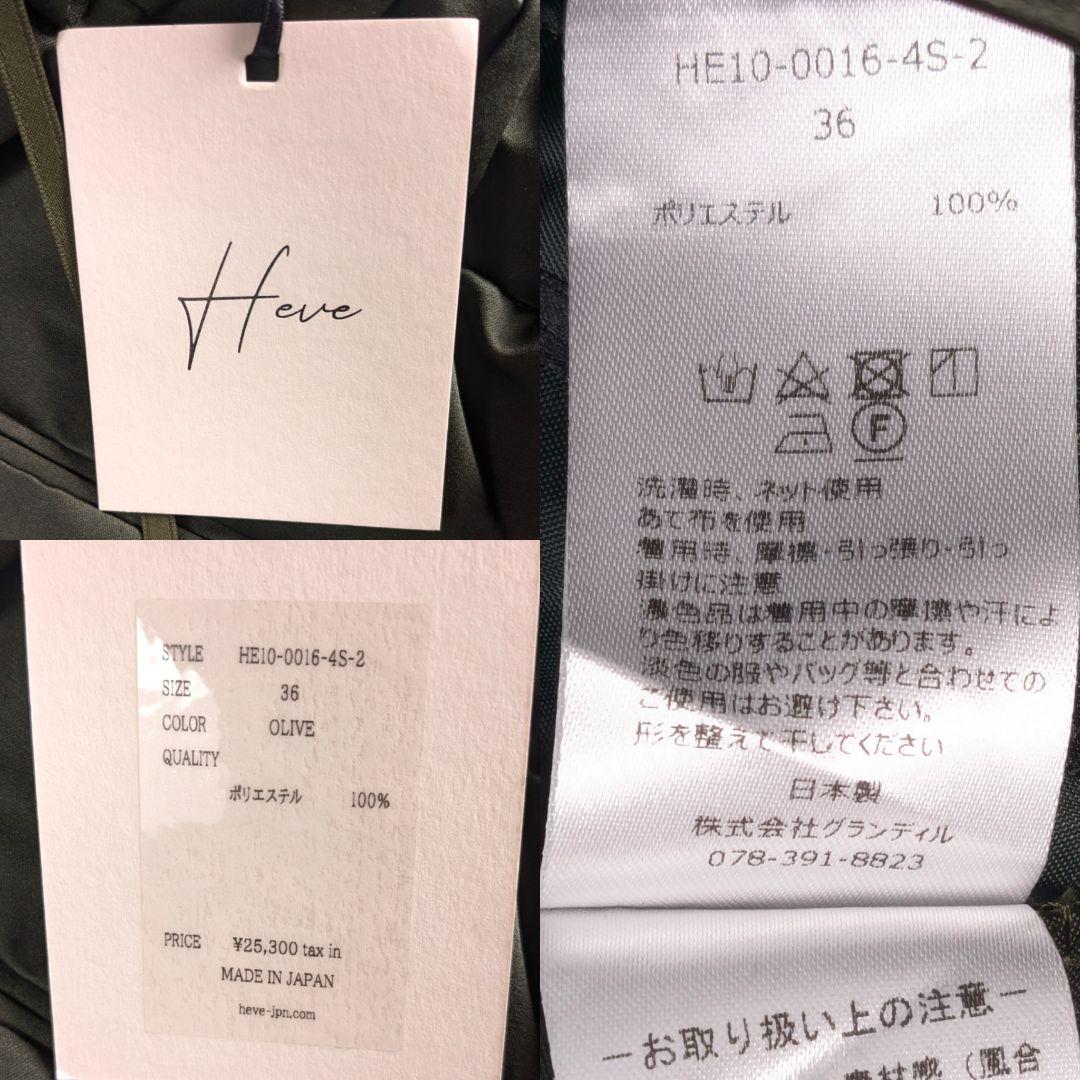 Heve
HE10-0016-4S-2
36
ポリエステル 100%
F
洗濯時、ネット使用
あて布を使用
着用時、摩擦・引っ張り・引っ
掛けに注意
濃色品は着用中の摩擦や汗によ
り色移りすることがあります。
淡色の服やバッグ等と合わせての
ご使用はお避け下さい。
形を整えて干してください
日本製
株式会社グランディル
078-391-8823
STYLE HE10-0016-4S-2
SIZE 36
COLOR OLIVE
QUALITY
ポリエステル 100%
PRICE ¥25,300 tax in
MADE IN JAPAN
heve-jpn.com
－お取り扱い上の注意－
（風合